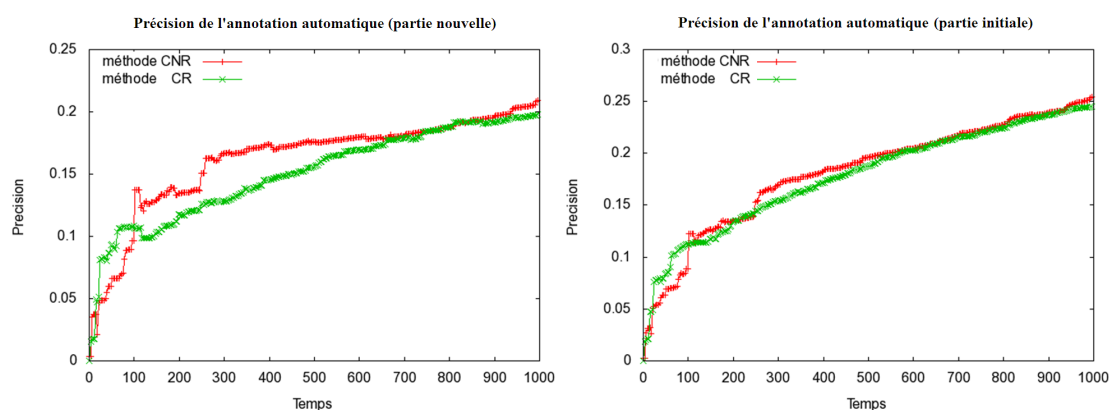 Précision de l'annotation automatique (partie nouvelle)
0.25
0.2
0.15
0.1
0.05
0
Precision
méthode CNR
méthode CR
0 100 200 300 400 500 600 700 800 900 1000
Temps
Précision de l'annotation automatique (partie initiale)
0.3
0.25
0.2
0.15
0.1
0.05
0
Precision
méthode CNR
méthode CR
0 100 200 300 400 500 600 700 800 900 1000
Temps